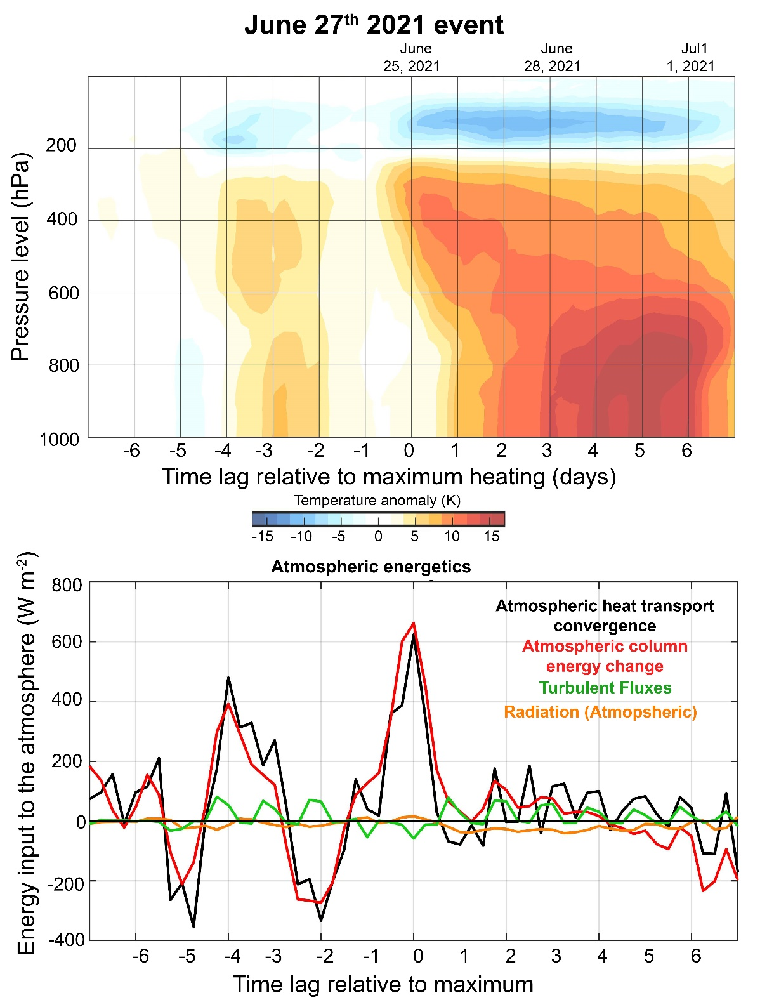 June 27th 2021 event
June June Jul1
25, 2021 28, 2021 1, 2021
Pressure level (hPa)
200
400
600
800
1000
-6 -5 -4 -3 -2 -1 0 1 2 3 4 5 6
Time lag relative to maximum heating (days)
Temperature anomaly (K)
-15 -10 -5 0 5 10 15
Atmospheric energetics
Energy input to the atmosphere (W m-2)
800
600
400
200
0
-200
-400
Atmospheric heat transport
convergence
Atmospheric column
energy change
Turbulent Fluxes
Radiation (Atmopsheric)
-6 -5 -4 -3 -2 -1 0 1 2 3 4 5 6
Time lag relative to maximum